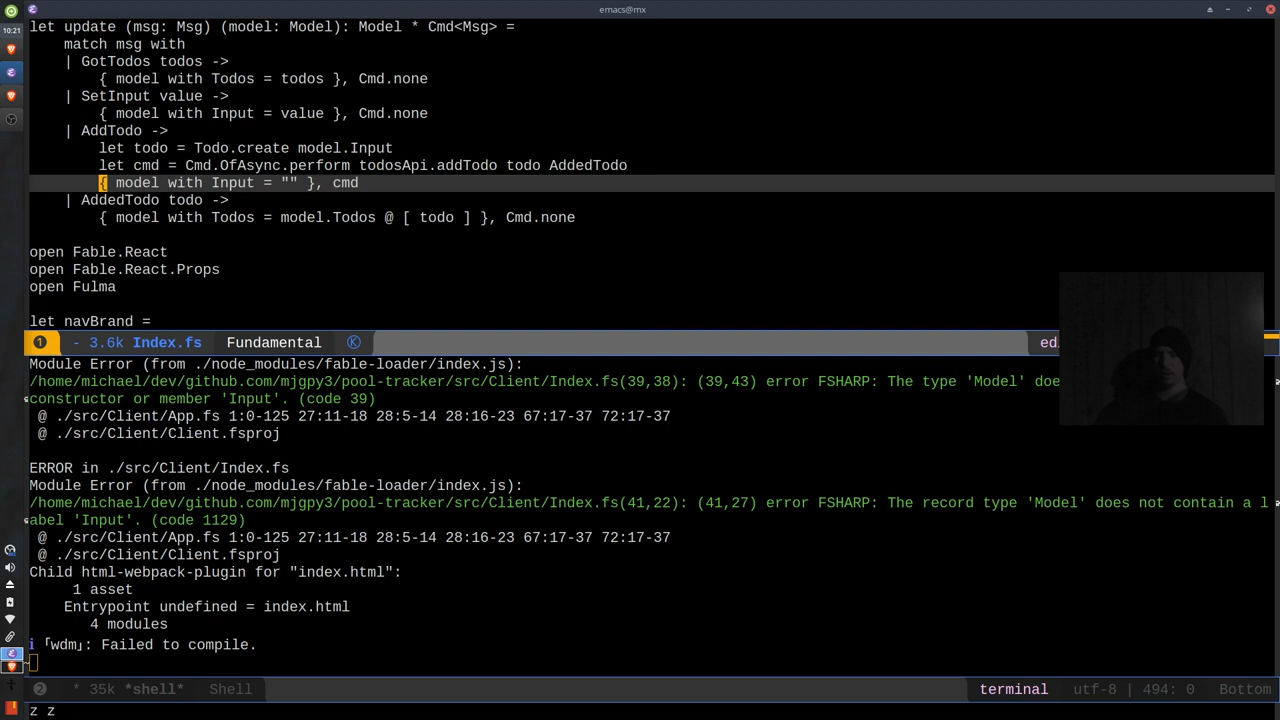 emacs@mx
10:21
let update (msg: Msg) (model: Model): Model * Cmd<Msg> =
    match msg with
    | GotTodos todos ->
        { model with Todos = todos }, Cmd.none
    | SetInput value ->
        { model with Input = value }, Cmd.none
    | AddTodo ->
        let todo = Todo.create model.Input
        let cmd = Cmd.OfAsync.perform todosApi.addTodo todo AddedTodo
        { model with Input = "" }, cmd
    | AddedTodo todo ->
        { model with Todos = model.Todos @ [ todo ] }, Cmd.none
open Fable.React
open Fable.React.Props
open Fulma
let navBrand =
❶ - 3.6k Index.fs Fundamental Ⓚ
Module Error (from ./node_modules/fable-loader/index.js):
/home/michael/dev/github.com/mjgpy3/pool-tracker/src/Client/Index.fs(39,38): (39,43) error FSHARP: The type 'Model' doe
constructor or member 'Input'. (code 39)
 @ ./src/Client/App.fs 1:0-125 27:11-18 28:5-14 28:16-23 67:17-37 72:17-37
 @ ./src/Client/Client.fsproj
ERROR in ./src/Client/Index.fs
Module Error (from ./node_modules/fable-loader/index.js):
/home/michael/dev/github.com/mjgpy3/pool-tracker/src/Client/Index.fs(41,22): (41,27) error FSHARP: The record type 'Model' does not contain a l
abel 'Input'. (code 1129)
 @ ./src/Client/App.fs 1:0-125 27:11-18 28:5-14 28:16-23 67:17-37 72:17-37
 @ ./src/Client/Client.fsproj
Child html-webpack-plugin for "index.html":
     1 asset
    Entrypoint undefined = index.html
       4 modules
i ｢wdm｣: Failed to compile.
❷ * 35k *shell* Shell terminal utf-8 | 494: 0 Bottom
z z